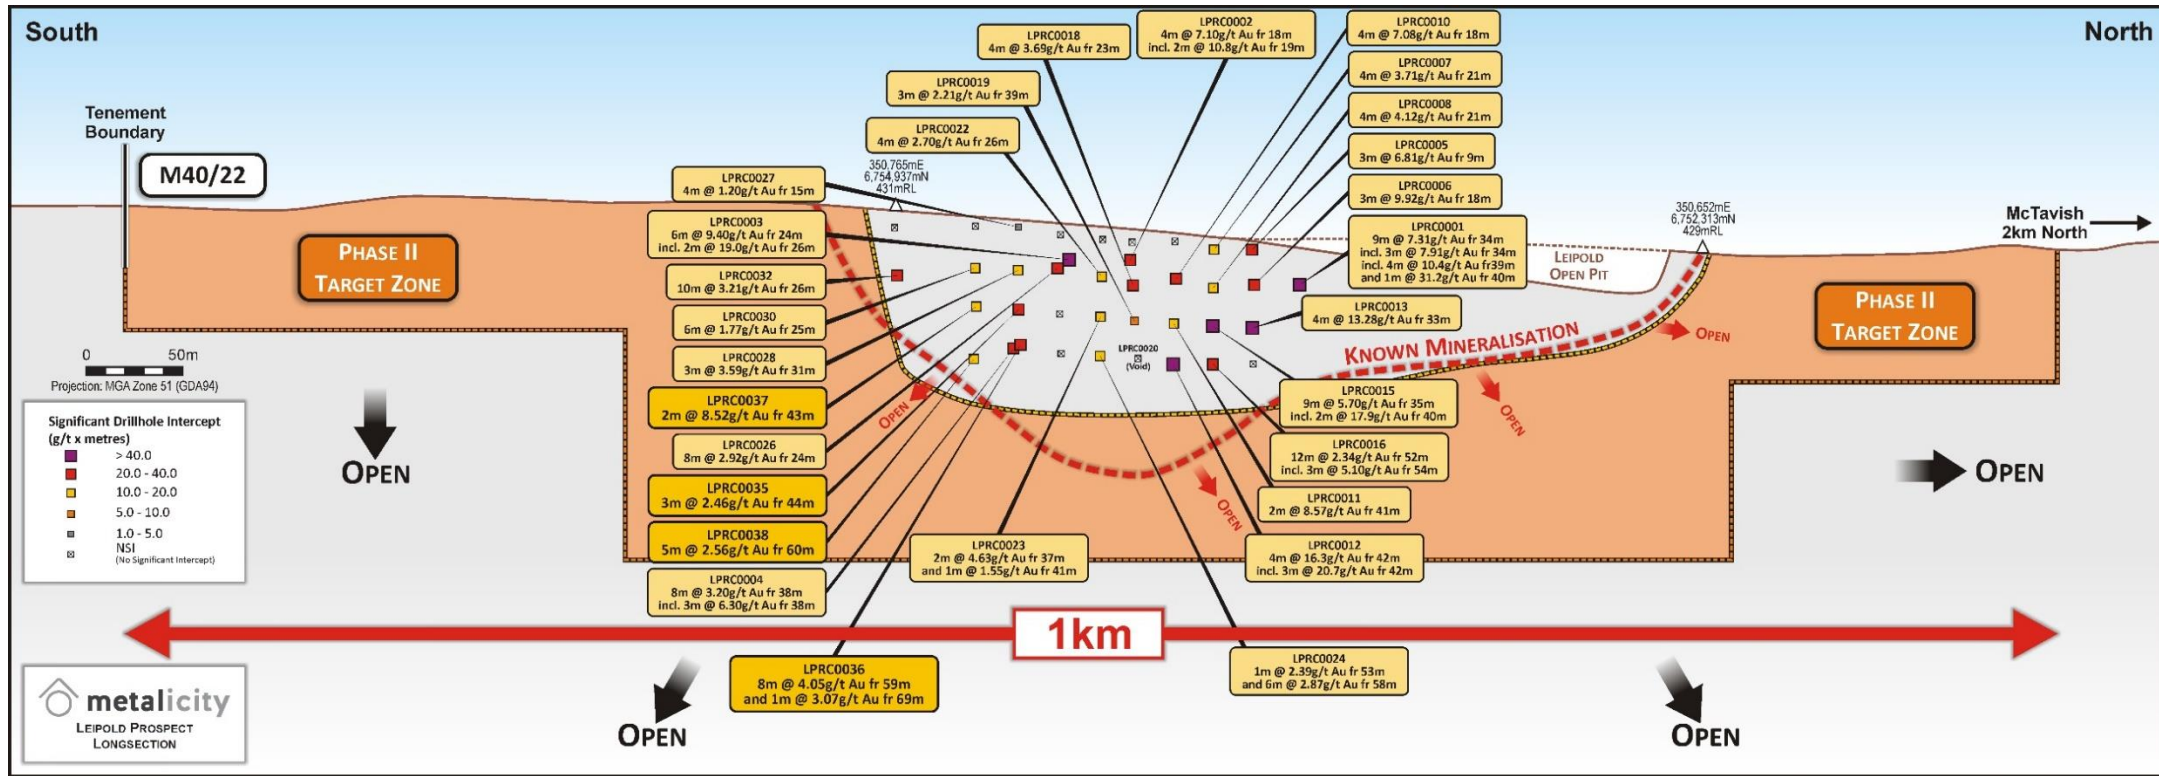 South
North
Tenement
Boundary
M40/22
PHASE II
TARGET ZONE
LPRC0018
4m @ 3.69g/t Au fr 23m
LPRC0002
4m @ 7.10g/t Au fr 18m
incl. 2m @ 10.8g/t Au fr 19m
LPRC0010
4m @ 7.08g/t Au fr 18m
LPRC0019
3m @ 2.21g/t Au fr 39m
LPRC0007
4m @ 3.71g/t Au fr 21m
LPRC0022
4m @ 2.70g/t Au fr 26m
LPRC0008
4m @ 4.12g/t Au fr 21m
LPRC0005
3m @ 6.81g/t Au fr 9m
LPRC0006
3m @ 9.92g/t Au fr 18m
LPRC0001
9m @ 7.31g/t Au fr 34m
incl. 3m @ 7.91g/t Au fr 34m
incl. 4m @ 10.4g/t Au fr39m
and 1m @ 31.2g/t Au fr 40m
350,765mE
6,754,937mN
431mRL
350,652mE
6,752,313mN
429mRL
McTavish
2km North
LEIPOLD
OPEN PIT
PHASE II
TARGET ZONE
LPRC0027
4m @ 1.20g/t Au fr 15m
LPRC0003
6m @ 9.40g/t Au fr 24m
incl. 2m @ 19.0g/t Au fr 26m
LPRC0032
10m @ 3.21g/t Au fr 26m
LPRC0030
6m @ 1.77g/t Au fr 25m
LPRC0028
3m @ 3.59g/t Au fr 31m
LPRC0037
2m @ 8.52g/t Au fr 43m
LPRC0026
8m @ 2.92g/t Au fr 24m
LPRC0035
3m @ 2.46g/t Au fr 44m
LPRC0038
5m @ 2.56g/t Au fr 60m
LPRC0004
8m @ 3.20g/t Au fr 38m
incl. 3m @ 6.30g/t Au fr 38m
LPRC0036
8m @ 4.05g/t Au fr 59m
and 1m @ 3.07g/t Au fr 69m
LPRC0020
(Void)
LPRC0013
4m @ 13.28g/t Au fr 33m
KNOWN MINERALISATION
OPEN
OPEN
OPEN
OPEN
LPRC0015
9m @ 5.70g/t Au fr 35m
incl. 2m @ 17.9g/t Au fr 40m
LPRC0016
12m @ 2.34g/t Au fr 52m
incl. 3m @ 5.10g/t Au fr 54m
LPRC0011
2m @ 8.57g/t Au fr 41m
LPRC0023
2m @ 4.63g/t Au fr 37m
and 1m @ 1.55g/t Au fr 41m
LPRC0012
4m @ 16.3g/t Au fr 42m
incl. 3m @ 20.7g/t Au fr 42m
LPRC0024
1m @ 2.39g/t Au fr 53m
and 6m @ 2.87g/t Au fr 58m
0 50m
Projection: MGA Zone 51 (GDA94)
Significant Drillhole Intercept
(g/t x metres)
> 40.0
20.0 - 40.0
10.0 - 20.0
5.0 - 10.0
1.0 - 5.0
NSI
(No Significant Intercept)
OPEN
OPEN
1km
OPEN
OPEN
metalicity
LEIPOLD PROSPECT
LONGSECTION